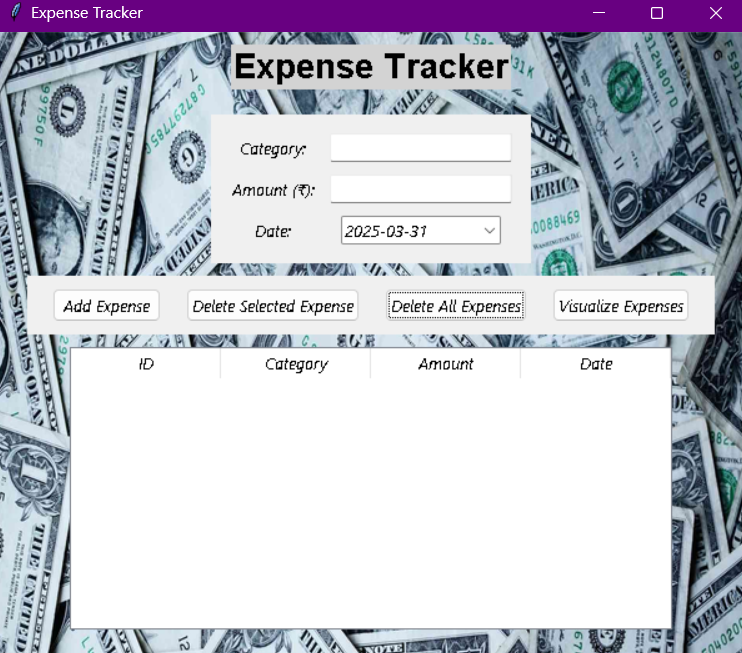 Expense Tracker
Expense Tracker
Category:
Amount (₹):
Date: 2025-03-31
Add Expense Delete Selected Expense Delete All Expenses Visualize Expenses
ID Category Amount Date